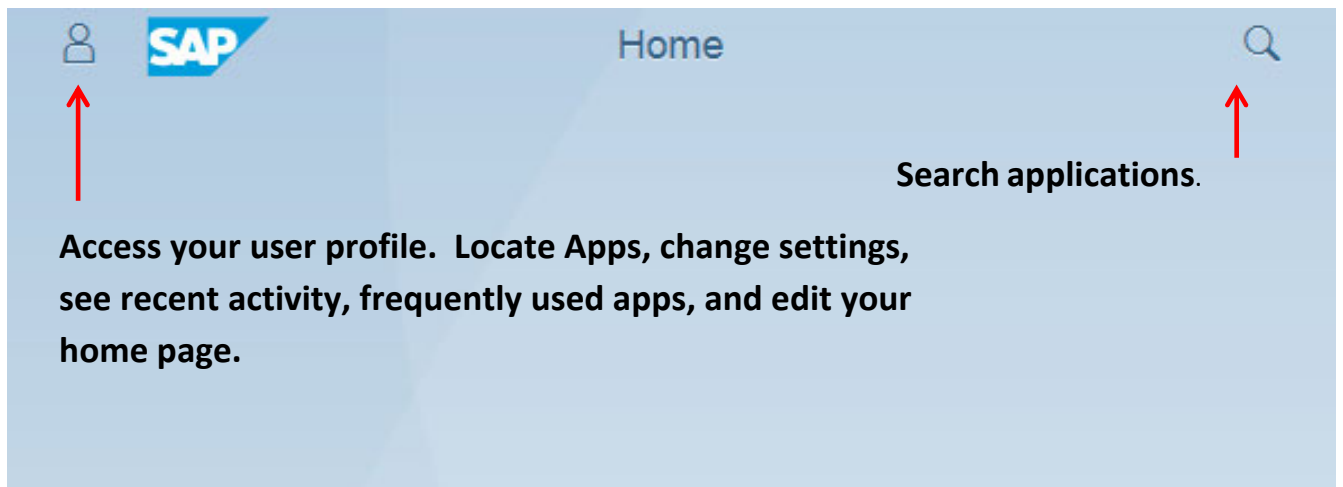 SAP
Home
Search applications.
Access your user profile.  Locate Apps, change settings,
see recent activity, frequently used apps, and edit your
home page.